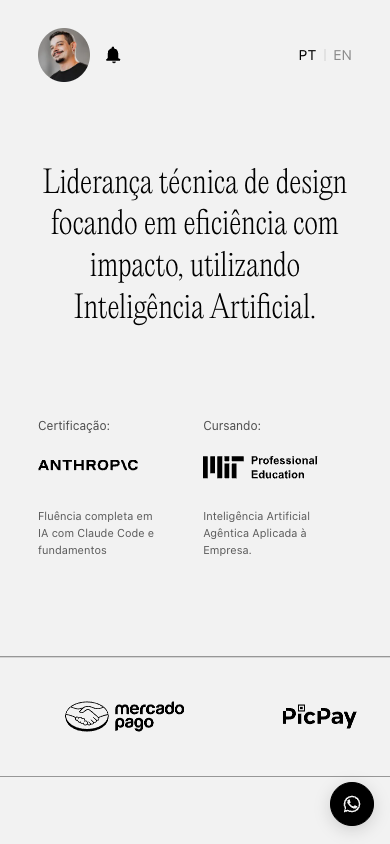 PT | EN
Liderança técnica de design
focando em eficiência com
impacto, utilizando
Inteligência Artificial.
Certificação:
Cursando:
ANTHROP\C
MIT Professional
Education
Fluência completa em
IA com Claude Code e
fundamentos
Inteligência Artificial
Agêntica Aplicada à
Empresa.
mercado
pago
PicPay